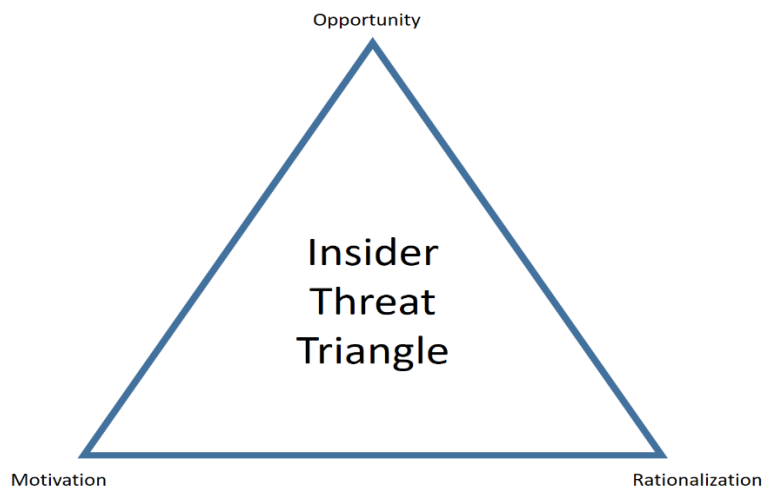 Opportunity
Insider
Threat
Triangle
Motivation
Rationalization